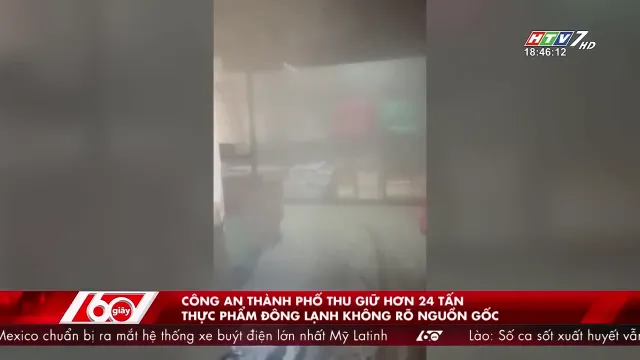 HTV7 HD
18:46:12
60 giây
CÔNG AN THÀNH PHỐ THU GIỮ HƠN 24 TẤN
THỰC PHẨM ĐÔNG LẠNH KHÔNG RÕ NGUỒN GỐC
Mexico chuẩn bị ra mắt hệ thống xe buýt điện lớn nhất Mỹ Latinh
Lào: Số ca sốt xuất huyết vẫ